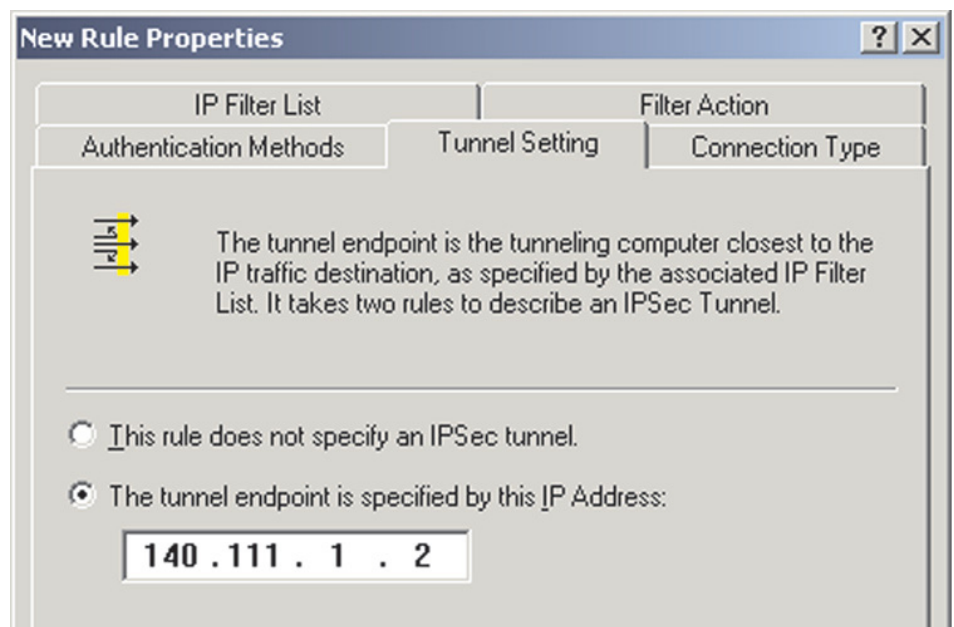 New Rule Properties
IP Filter List
Filter Action
Authentication Methods
Tunnel Setting
Connection Type
The tunnel endpoint is the tunneling computer closest to the
IP traffic destination, as specified by the associated IP Filter
List. It takes two rules to describe an IPSec Tunnel.
This rule does not specify an IPSec tunnel.
The tunnel endpoint is specified by this IP Address:
140 . 111 . 1 . 2